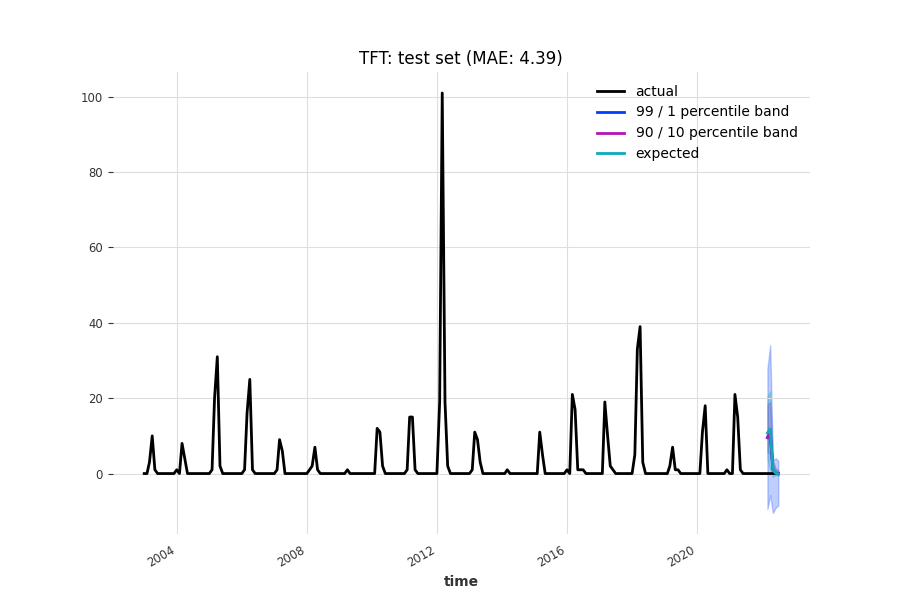 TFT: test set (MAE: 4.39)
actual
99 / 1 percentile band
90 / 10 percentile band
expected
100
80
60
40
20
0
2004
2008
2012
2016
2020
time